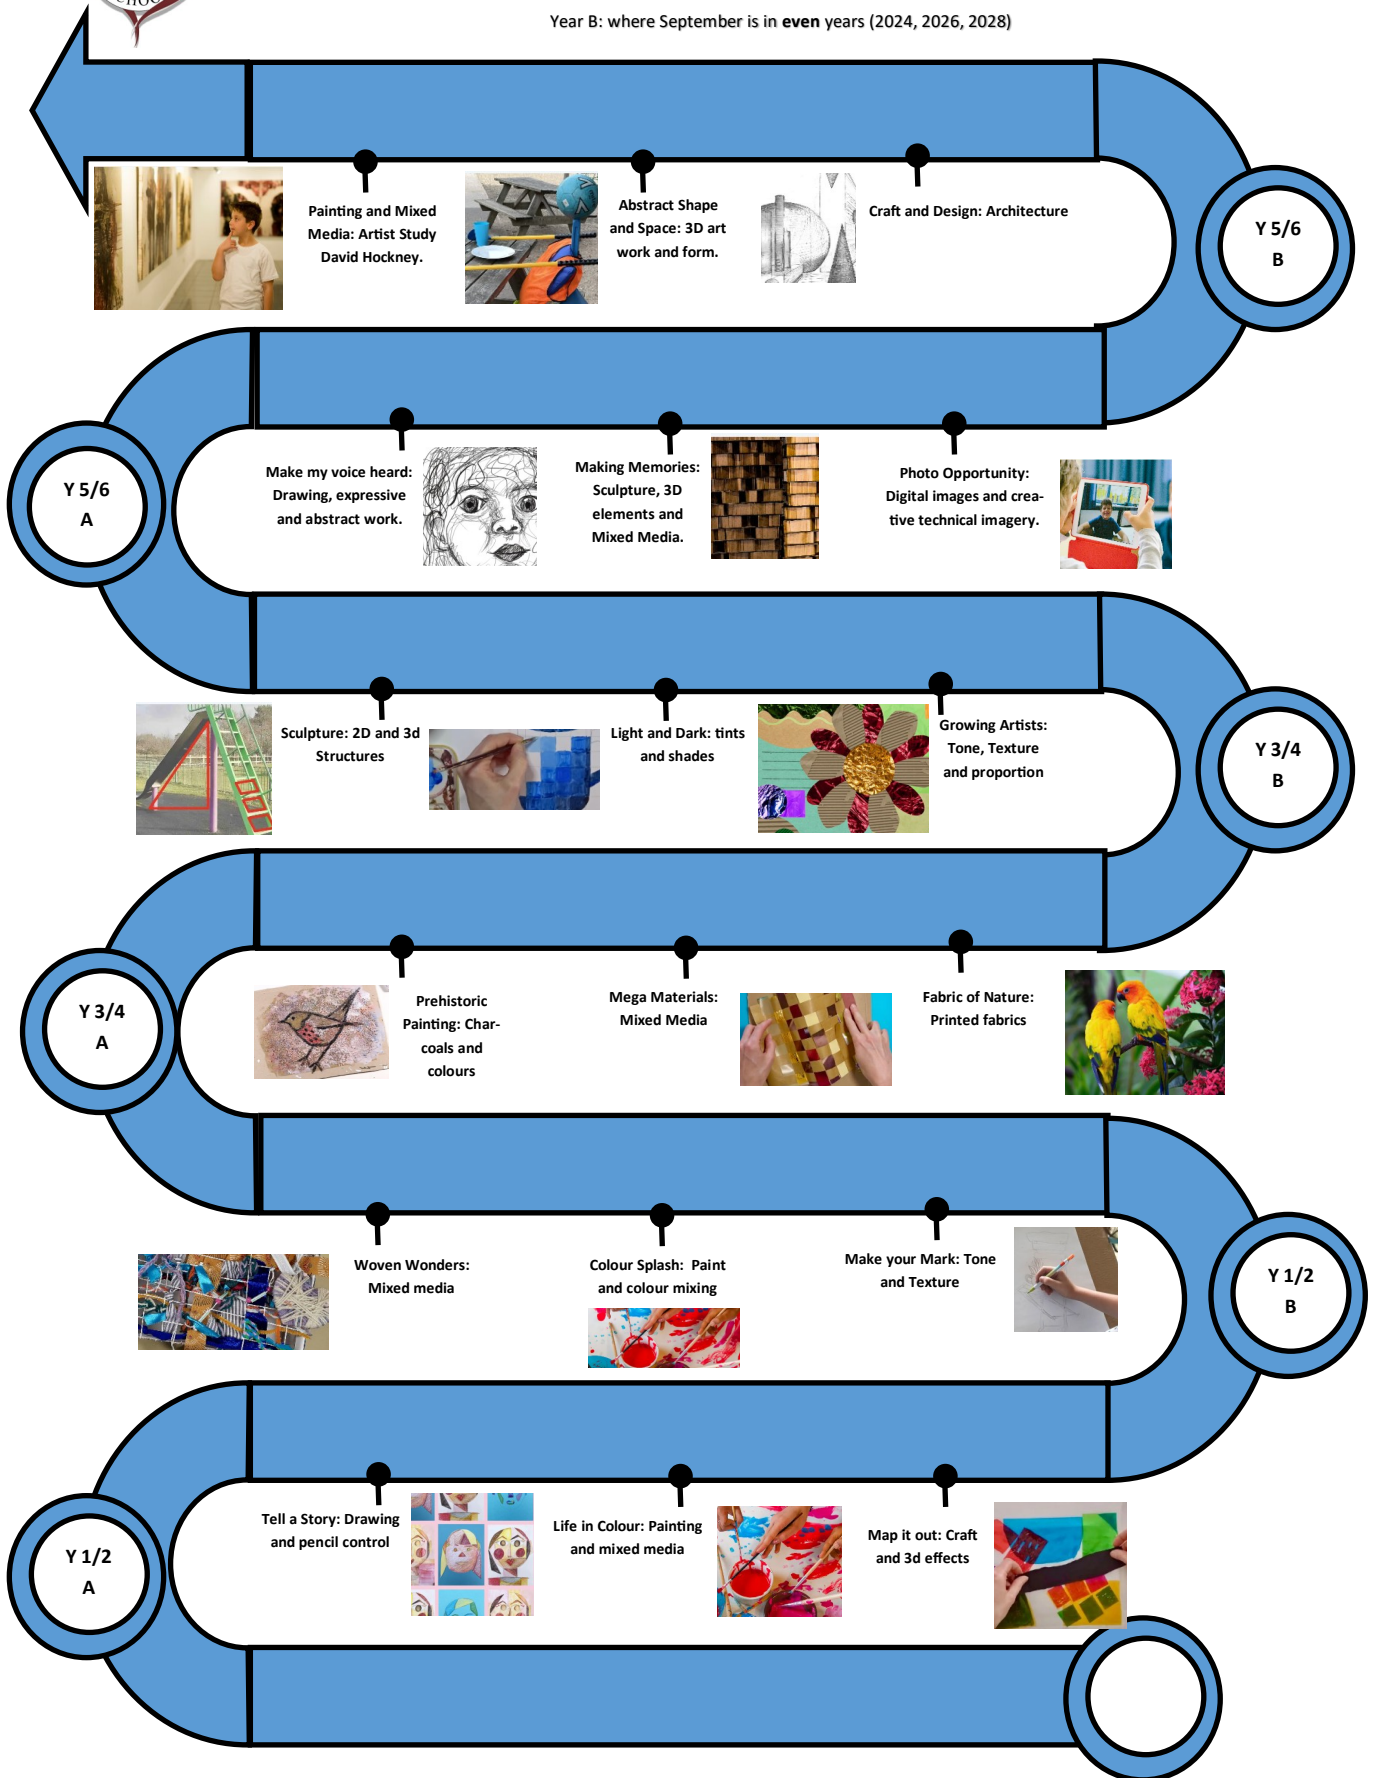 CHOO
Year B: where September is in even years (2024, 2026, 2028)
Painting and Mixed
Media: Artist Study
David Hockney.
Abstract Shape
and Space: 3D art
work and form.
Craft and Design: Architecture
Y 5/6
B
Y 5/6
A
Make my voice heard:
Drawing, expressive
and abstract work.
Making Memories:
Sculpture, 3D
elements and
Mixed Media.
Photo Opportunity:
Digital images and crea-
tive technical imagery.
Sculpture: 2D and 3d
Structures
Light and Dark: tints
and shades
Growing Artists:
Tone, Texture
and proportion
Y 3/4
B
Y 3/4
A
Prehistoric
Painting: Char-
coals and
colours
Mega Materials:
Mixed Media
Fabric of Nature:
Printed fabrics
Woven Wonders:
Mixed media
Colour Splash:  Paint
and colour mixing
Make your Mark: Tone
and Texture
Y 1/2
B
Y 1/2
A
Tell a Story: Drawing
and pencil control
Life in Colour: Painting
and mixed media
Map it out: Craft
and 3d effects